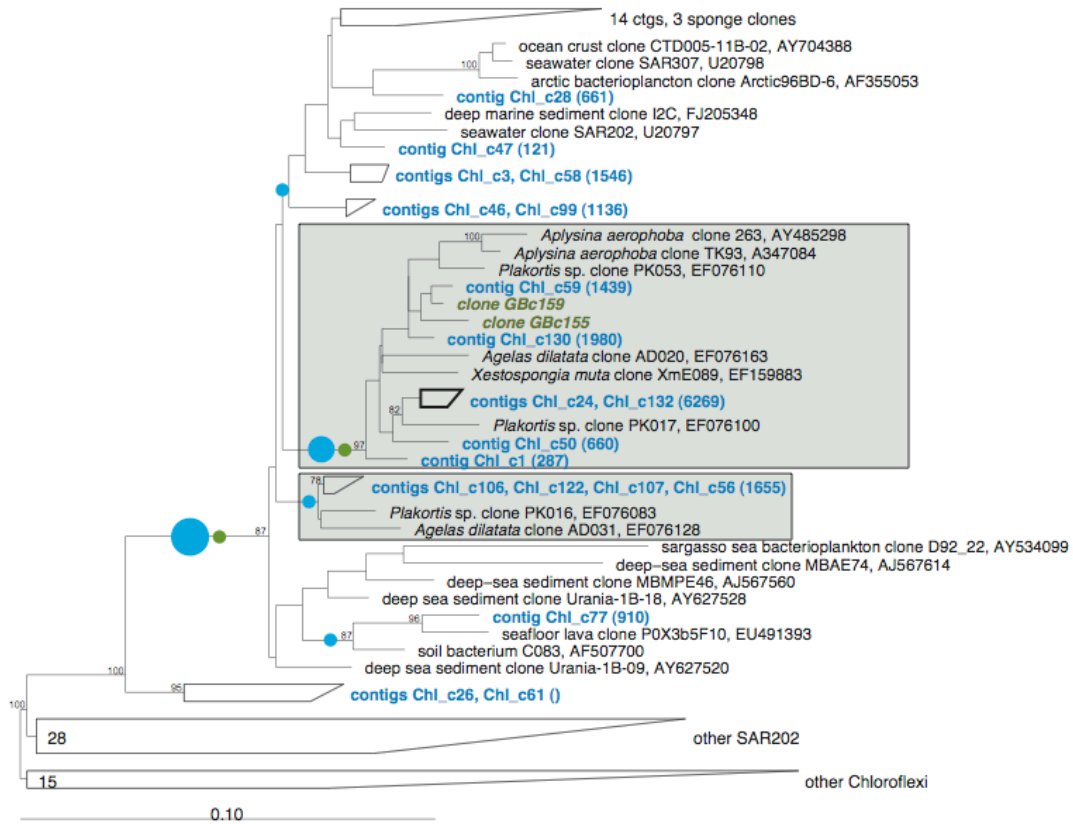 14 ctgs, 3 sponge clones
ocean crust clone CTD005-11B-02, AY704388
100
seawater clone SAR307, U20798
arctic bacterioplancton clone Arctic96BD-6, AF355053
contig Chl_c28 (661)
deep marine sediment clone I2C, FJ205348
seawater clone SAR202, U20797
contig Chl_c47 (121)
contigs Chl_c3, Chl_c58 (1546)
contigs Chl_c46, Chl_c99 (1136)
100
Aplysina aerophoba clone 263, AY485298
Aplysina aerophoba clone TK93, A347084
Plakortis sp. clone PK053, EF076110
contig Chl_c59 (1439)
clone GBc159
clone GBc155
contig Chl_c130 (1980)
Agelas dilatata clone AD020, EF076163
Xestospongia muta clone XmE089, EF159883
contigs Chl_c24, Chl_c132 (6269)
82
Plakortis sp. clone PK017, EF076100
97
contig Chl_c50 (660)
contig Chl_c1 (287)
78
contigs Chl_c106, Chl_c122, Chl_c107, Chl_c56 (1655)
Plakortis sp. clone PK016, EF076083
Agelas dilatata clone AD031, EF076128
87
sargasso sea bacterioplankton clone D92_22, AY534099
deep-sea sediment clone MBAE74, AJ567614
deep-sea sediment clone MBMPE46, AJ567560
deep sea sediment clone Urania-1B-18, AY627528
96
contig Chl_c77 (910)
87
seafloor lava clone P0X3b5F10, EU491393
soil bacterium C083, AF507700
deep sea sediment clone Urania-1B-09, AY627520
100
95
contigs Chl_c26, Chl_c61 ()
100
28
other SAR202
15
other Chloroflexi
0.10